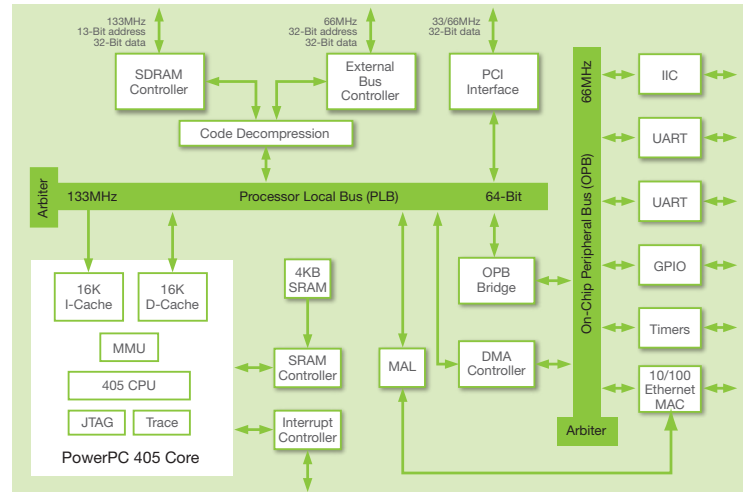 133MHz
13-Bit address
32-Bit data
66MHz
32-Bit address
32-Bit data
33/66MHz
32-Bit data
SDRAM
Controller
External
Bus
Controller
PCI
Interface
Code Decompression
Arbiter
133MHz
Processor Local Bus (PLB)
64-Bit
16K
I-Cache
16K
D-Cache
MMU
405 CPU
JTAG
Trace
PowerPC 405 Core
4KB
SRAM
SRAM
Controller
Interrupt
Controller
MAL
OPB
Bridge
DMA
Controller
66MHz
On-Chip Peripheral Bus (OPB)
Arbiter
IIC
UART
UART
GPIO
Timers
10/100
Ethernet
MAC